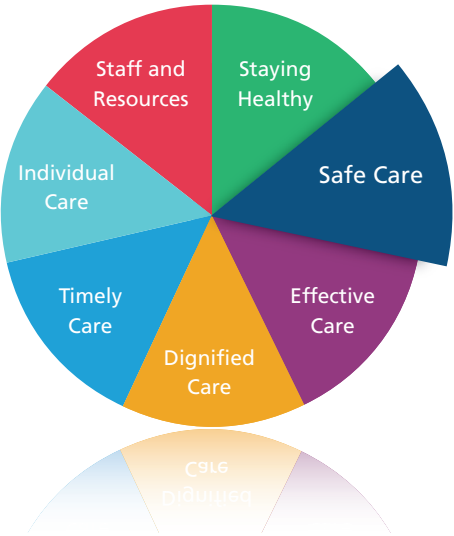 Staff and
Resources
Staying
Healthy
Safe Care
Effective
Care
Dignified
Care
Timely
Care
Individual
Care